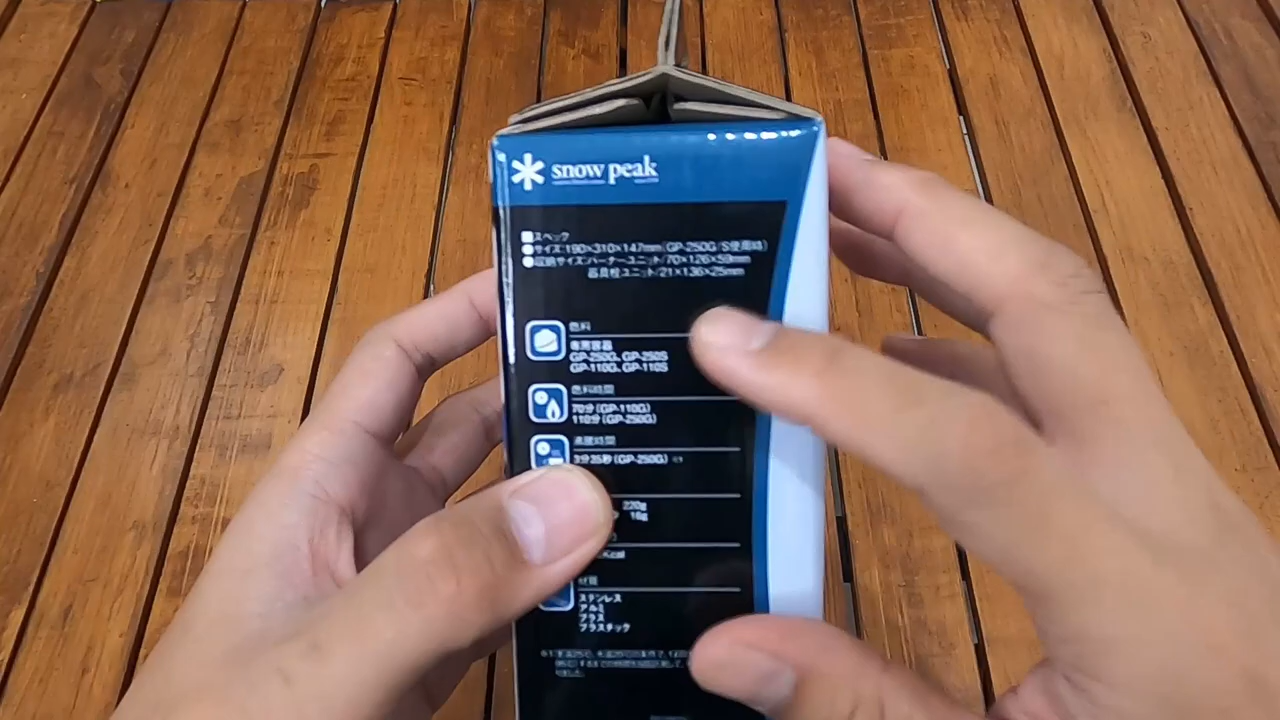 snow peak
■スペック
●サイズ:190×310×147mm(GP-250G/S使用時)
●収納サイズ:バーナーユニット/70×126×59mm
器具栓ユニット/21×136×25mm
燃料
専用容器
GP-250G、GP-250S
GP-110G、GP-110S
燃料時間
70分(GP-110G)
110分(GP-250G)
沸騰時間
3分35秒(GP-250G)
220g
16g
Kcal
材質
ステンレス
アルミ
ブラス
プラスチック